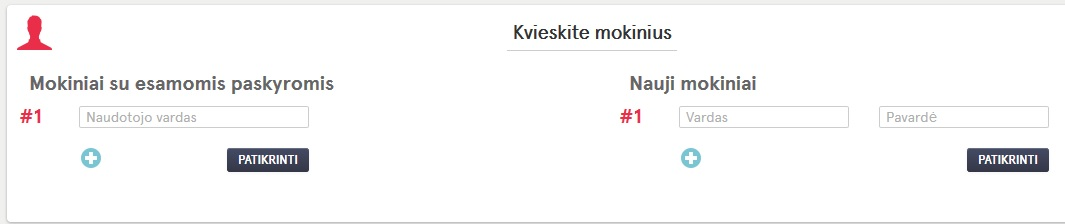 Kvieskite mokinius
Mokiniai su esamomis paskyromis
#1 Naudotojo vardas
PATIKRINTI
Nauji mokiniai
#1 Vardas Pavardė
PATIKRINTI